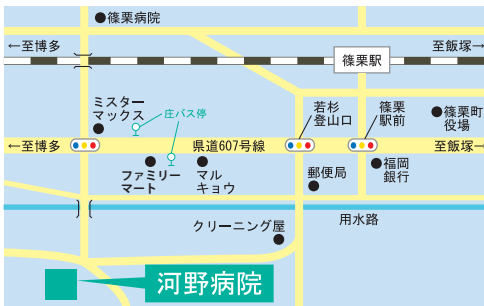 篠栗病院
←至博多
篠栗駅
至飯塚→
ミスター
マックス
庄バス停
若杉
登山口
篠栗
駅前
篠栗町
役場
←至博多
県道607号線
至飯塚→
ファミリー
マート
マル
キョウ
郵便局
福岡
銀行
用水路
クリーニング屋
河野病院